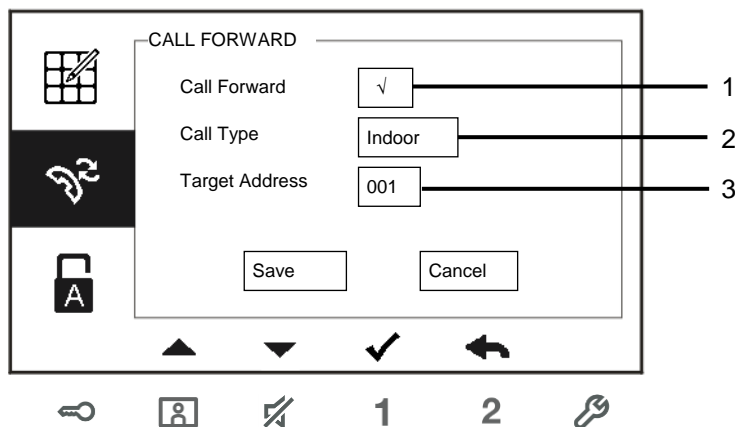 CALL FORWARD
Call Forward √ 1
Call Type Indoor 2
Target Address 001 3
Save Cancel
A
1 2